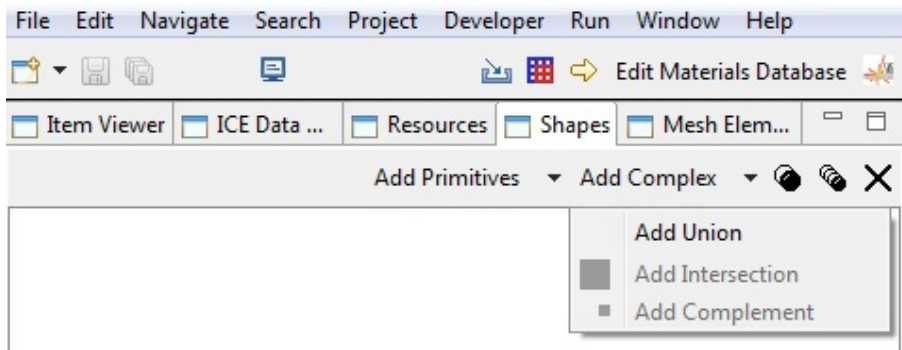 File Edit Navigate Search Project Developer Run Window Help
Edit Materials Database
Item Viewer ICE Data ... Resources Shapes Mesh Elem...
Add Primitives Add Complex
Add Union
Add Intersection
Add Complement